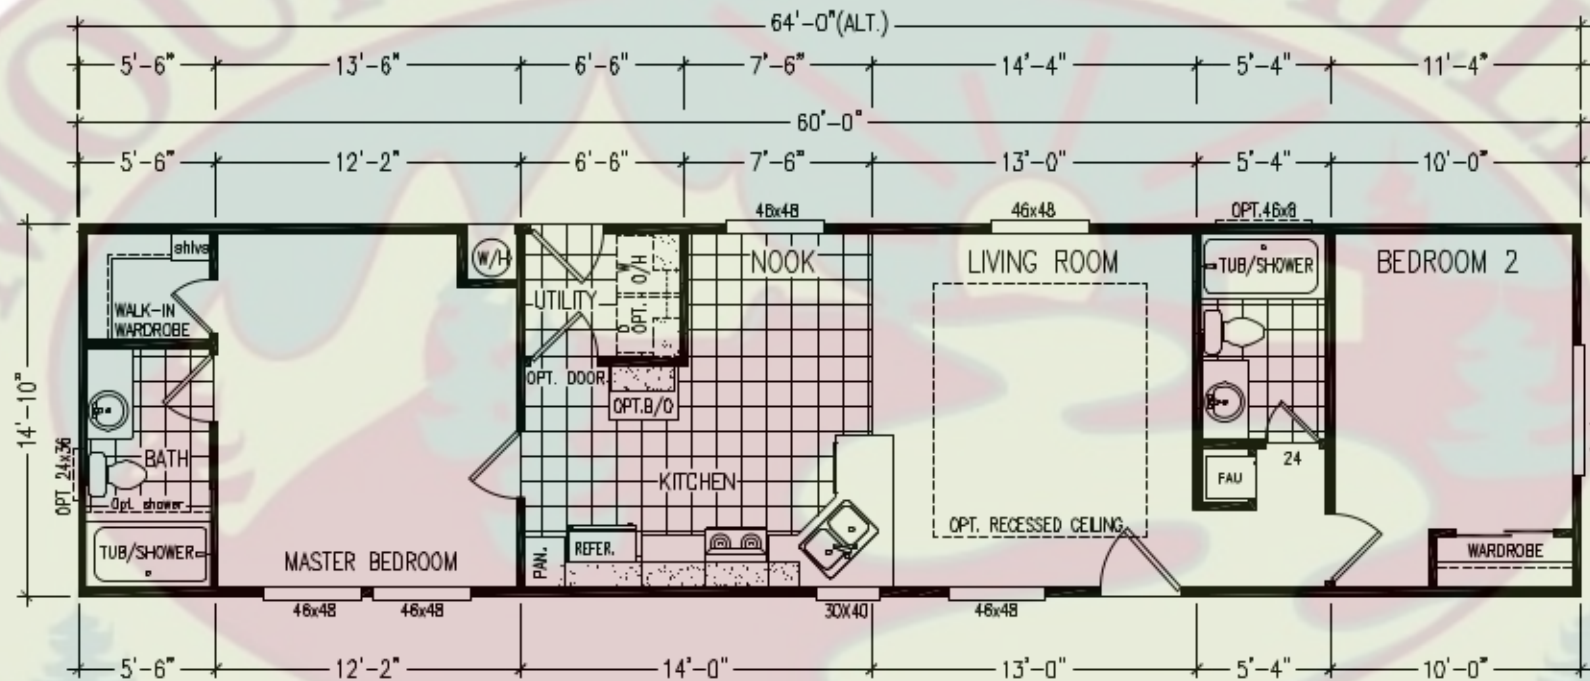 64'-0"(ALT.)
5'-6" 13'-6" 6'-6" 7'-6" 14'-4" 5'-4" 11'-4"
60'-0"
5'-6" 12'-2" 6'-6" 7'-6" 13'-0" 5'-4" 10'-0"
46x48 46x48 OPT.46x8
shlvs
W/H
W
OPT. O/H
D
NOOK
LIVING ROOM
TUB/SHOWER
BEDROOM 2
WALK-IN
WARDROBE
UTILITY
OPT. DOOR
OPT.B/O
14'-10"
OPT 24x36
BATH
Opt. shower
TUB/SHOWER
MASTER BEDROOM
KITCHEN
PAN.
REFER.
OPT. RECESSED CEILING
24
FAU
WARDROBE
46x48 46x48 30X40 46x48
5'-6" 12'-2" 14'-0" 13'-0" 5'-4" 10'-0"